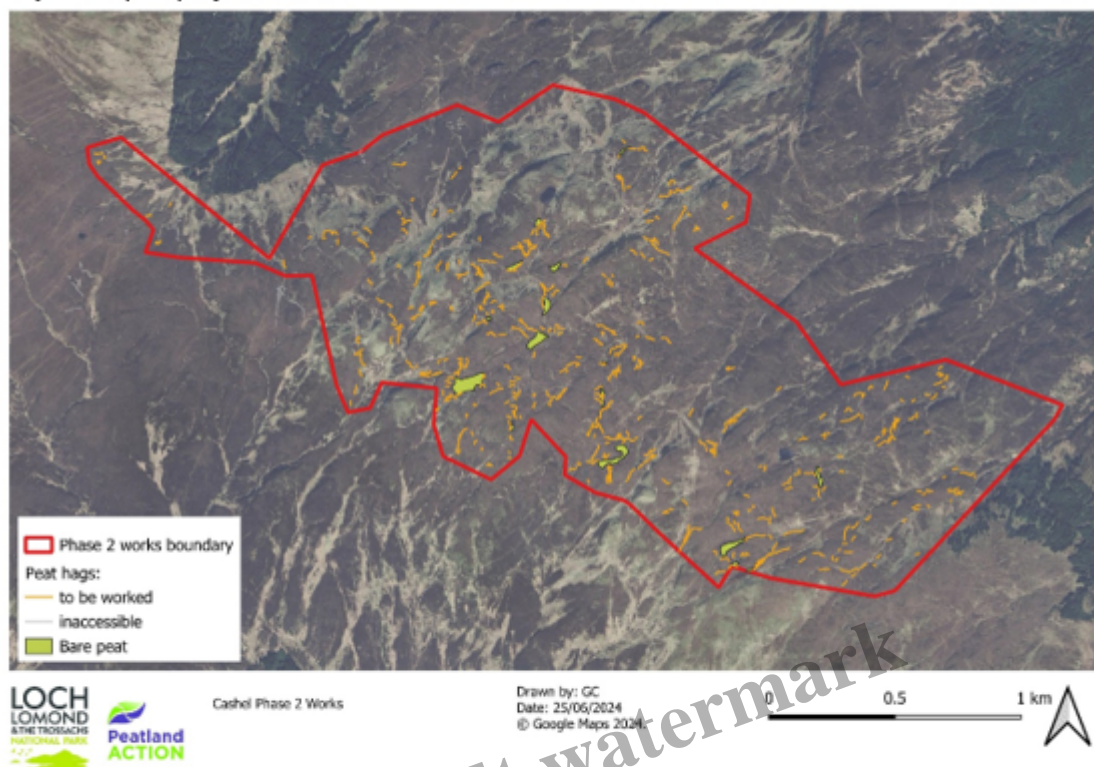 Phase 2 works boundary
Peat hags:
to be worked
inaccessible
Bare peat
LOCH
LOMOND
& THE TROSSACHS
NATIONAL PARK
Peatland
ACTION
Cashel Phase 2 Works
Drawn by: GC
Date: 25/06/2024
© Google Maps 2024
0 0.5 1 km
watermark